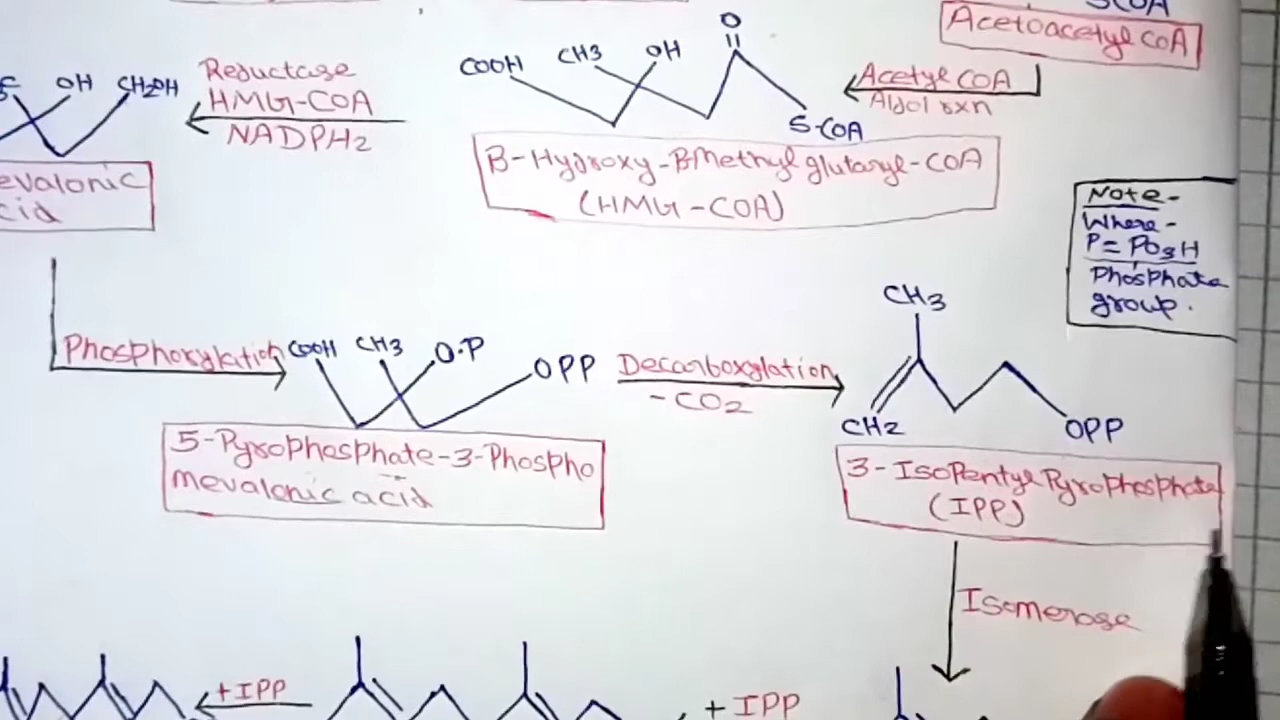 SCOA
Acetoacetyl CoA
COOH CH3 OH O
S-COA
Acetyl COA
Aldol rxn
OH CH2OH
Reductase
HMG-COA
NADPH2
B-Hydroxy-BMethyl glutaryl-COA
(HMG-COA)
evalonic
cid
Note-
Where-
P= PO3H
Phosphate
group.
Phosphorylation
COOH CH3 O.P
OPP
5-Pyrophosphate-3-Phospho
mevalonic acid
Decarboxylation
-CO2
CH3
CH2
OPP
3-IsoPentyl Pyrophosphate
(IPP)
Isomerase
+IPP
+IPP